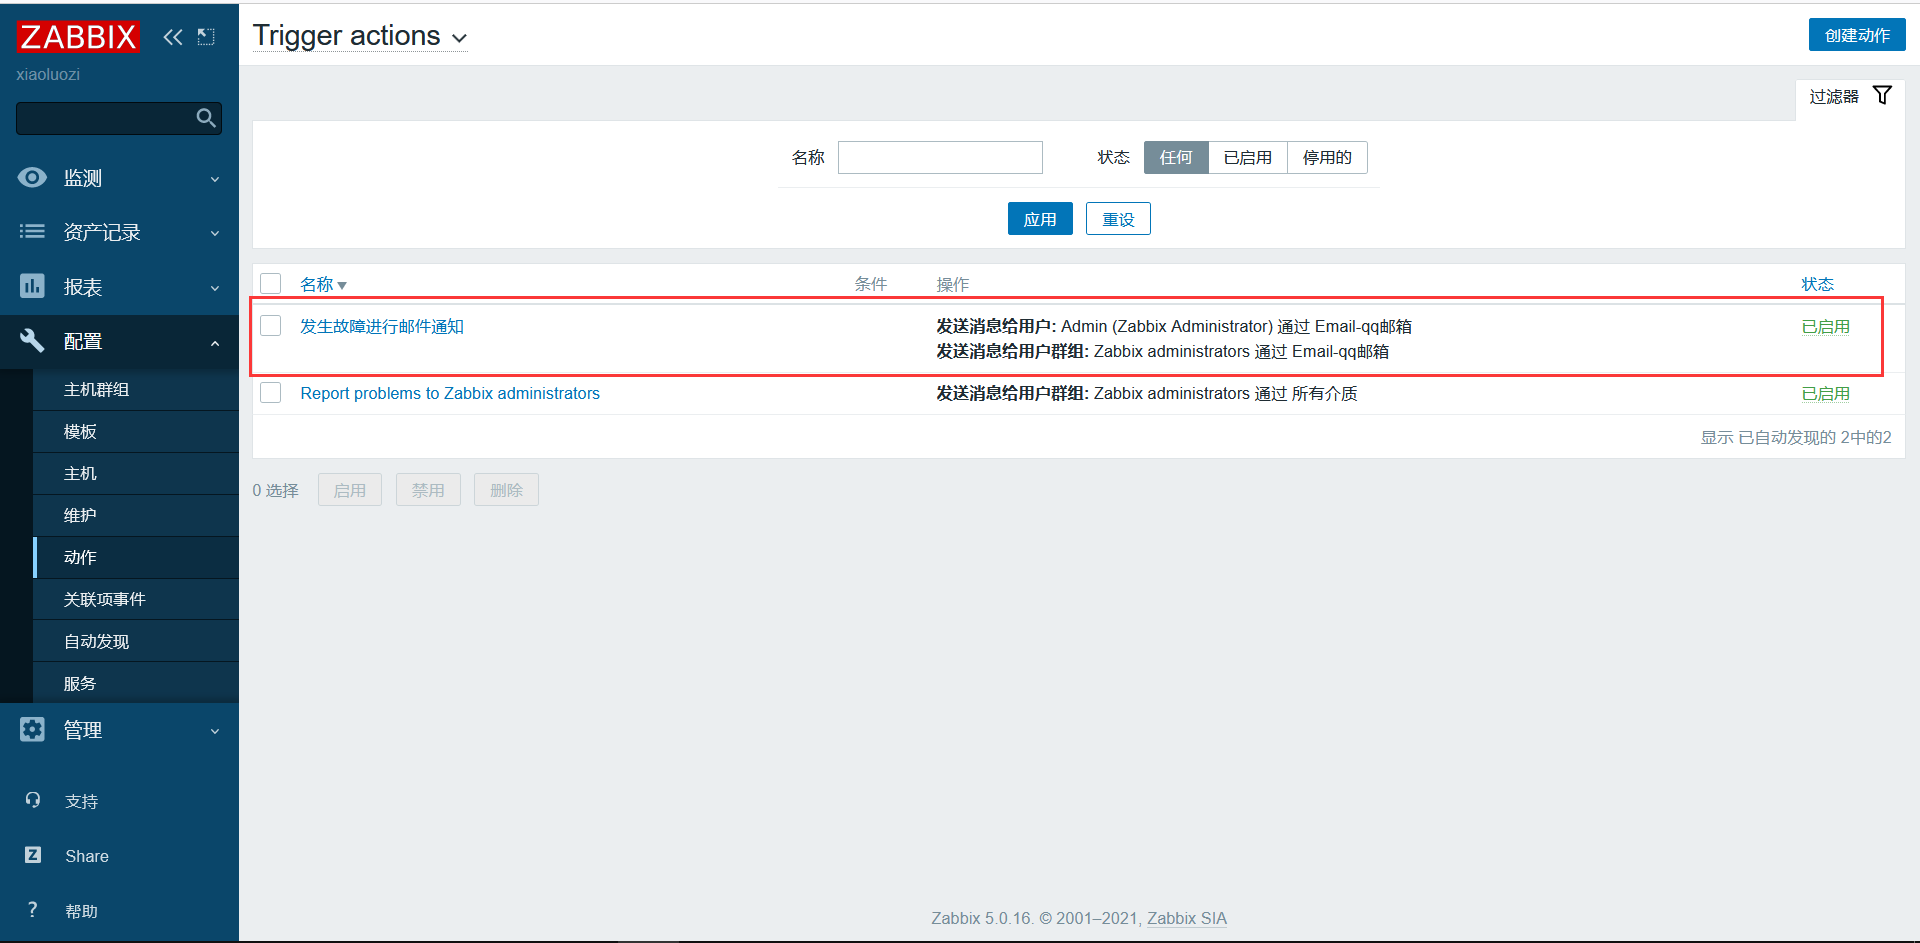 ZABBIX
xiaoluozi
监测
资产记录
报表
配置
主机群组
模板
主机
维护
动作
关联项事件
自动发现
服务
管理
支持
Share
帮助
Trigger actions
创建动作
过滤器
名称
状态 任何 已启用 停用的
应用 重设
名称 条件 操作 状态
发生故障进行邮件通知 发送消息给用户: Admin (Zabbix Administrator) 通过 Email-qq邮箱 已启用
发送消息给用户群组: Zabbix administrators 通过 Email-qq邮箱
Report problems to Zabbix administrators 发送消息给用户群组: Zabbix administrators 通过 所有介质 已启用
显示 已自动发现的 2中的2
0 选择 启用 禁用 删除
Zabbix 5.0.16. © 2001–2021, Zabbix SIA